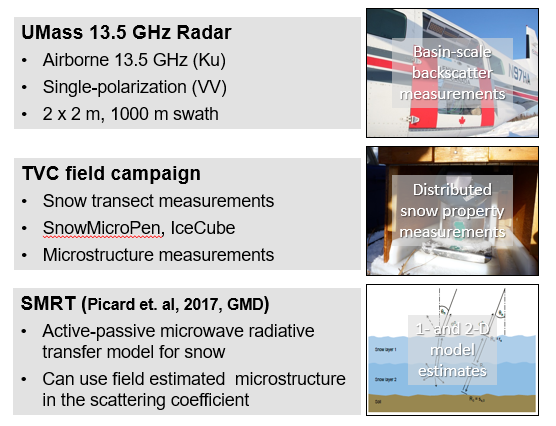 UMass 13.5 GHz Radar
• Airborne 13.5 GHz (Ku)
• Single-polarization (VV)
• 2 x 2 m, 1000 m swath
Basin-scale
backscatter
measurements
TVC field campaign
• Snow transect measurements
• SnowMicroPen, IceCube
• Microstructure measurements
Distributed
snow property
measurements
SMRT (Picard et. al, 2017, GMD)
• Active-passive microwave radiative
transfer model for snow
• Can use field estimated microstructure
in the scattering coefficient
1- and 2-D
model
estimates
Snow layer 1
Snow layer 2
Soil